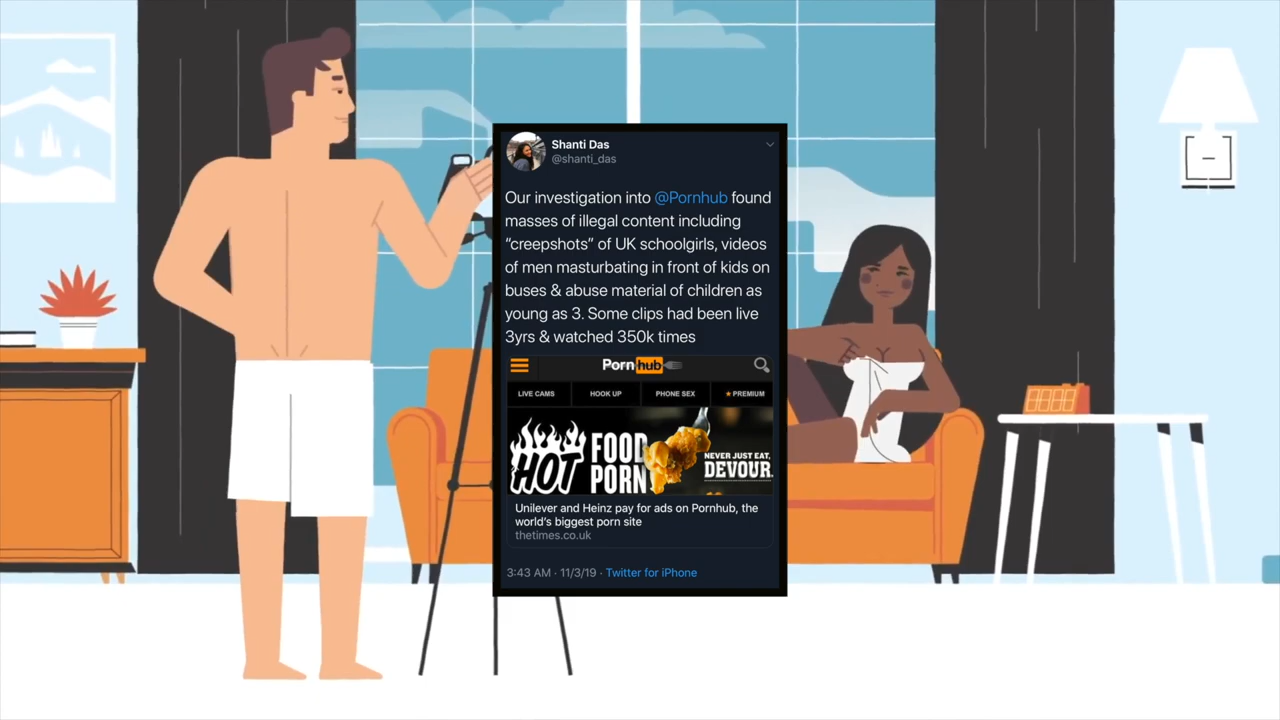 Shanti Das
@shanti_das
Our investigation into @Pornhub found
masses of illegal content including
“creepshots” of UK schoolgirls, videos
of men masturbating in front of kids on
buses & abuse material of children as
young as 3. Some clips had been live
3yrs & watched 350k times
Porn hub
LIVE CAMS HOOK UP PHONE SEX ★ PREMIUM
HOT FOOD PORN
NEVER JUST EAT,
DEVOUR.
Unilever and Heinz pay for ads on Pornhub, the
world's biggest porn site
thetimes.co.uk
3:43 AM · 11/3/19 · Twitter for iPhone